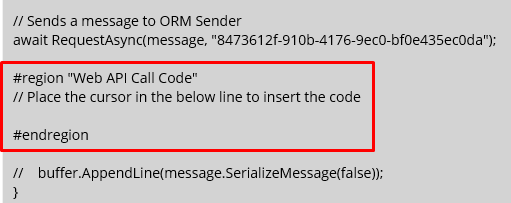 // Sends a message to ORM Sender
await RequestAsync(message, "8473612f-910b-4176-9ec0-bf0e435ec0da");
#region "Web API Call Code"
// Place the cursor in the below line to insert the code
#endregion
//    buffer.AppendLine(message.SerializeMessage(false));
}